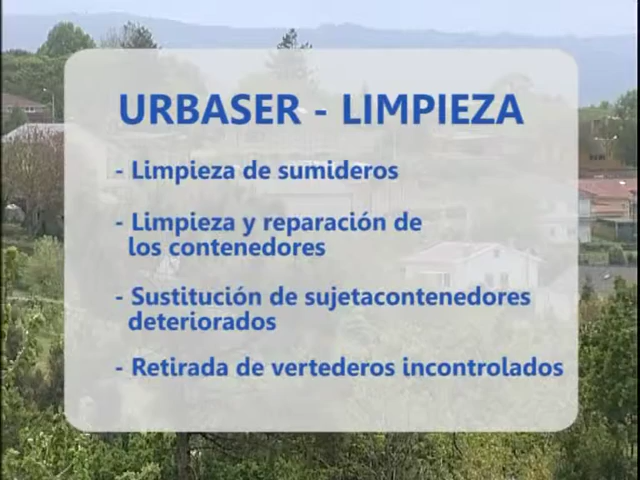 URBASER - LIMPIEZA
- Limpieza de sumideros
- Limpieza y reparación de
los contenedores
- Sustitución de sujetacontenedores
deteriorados
- Retirada de vertederos incontrolados